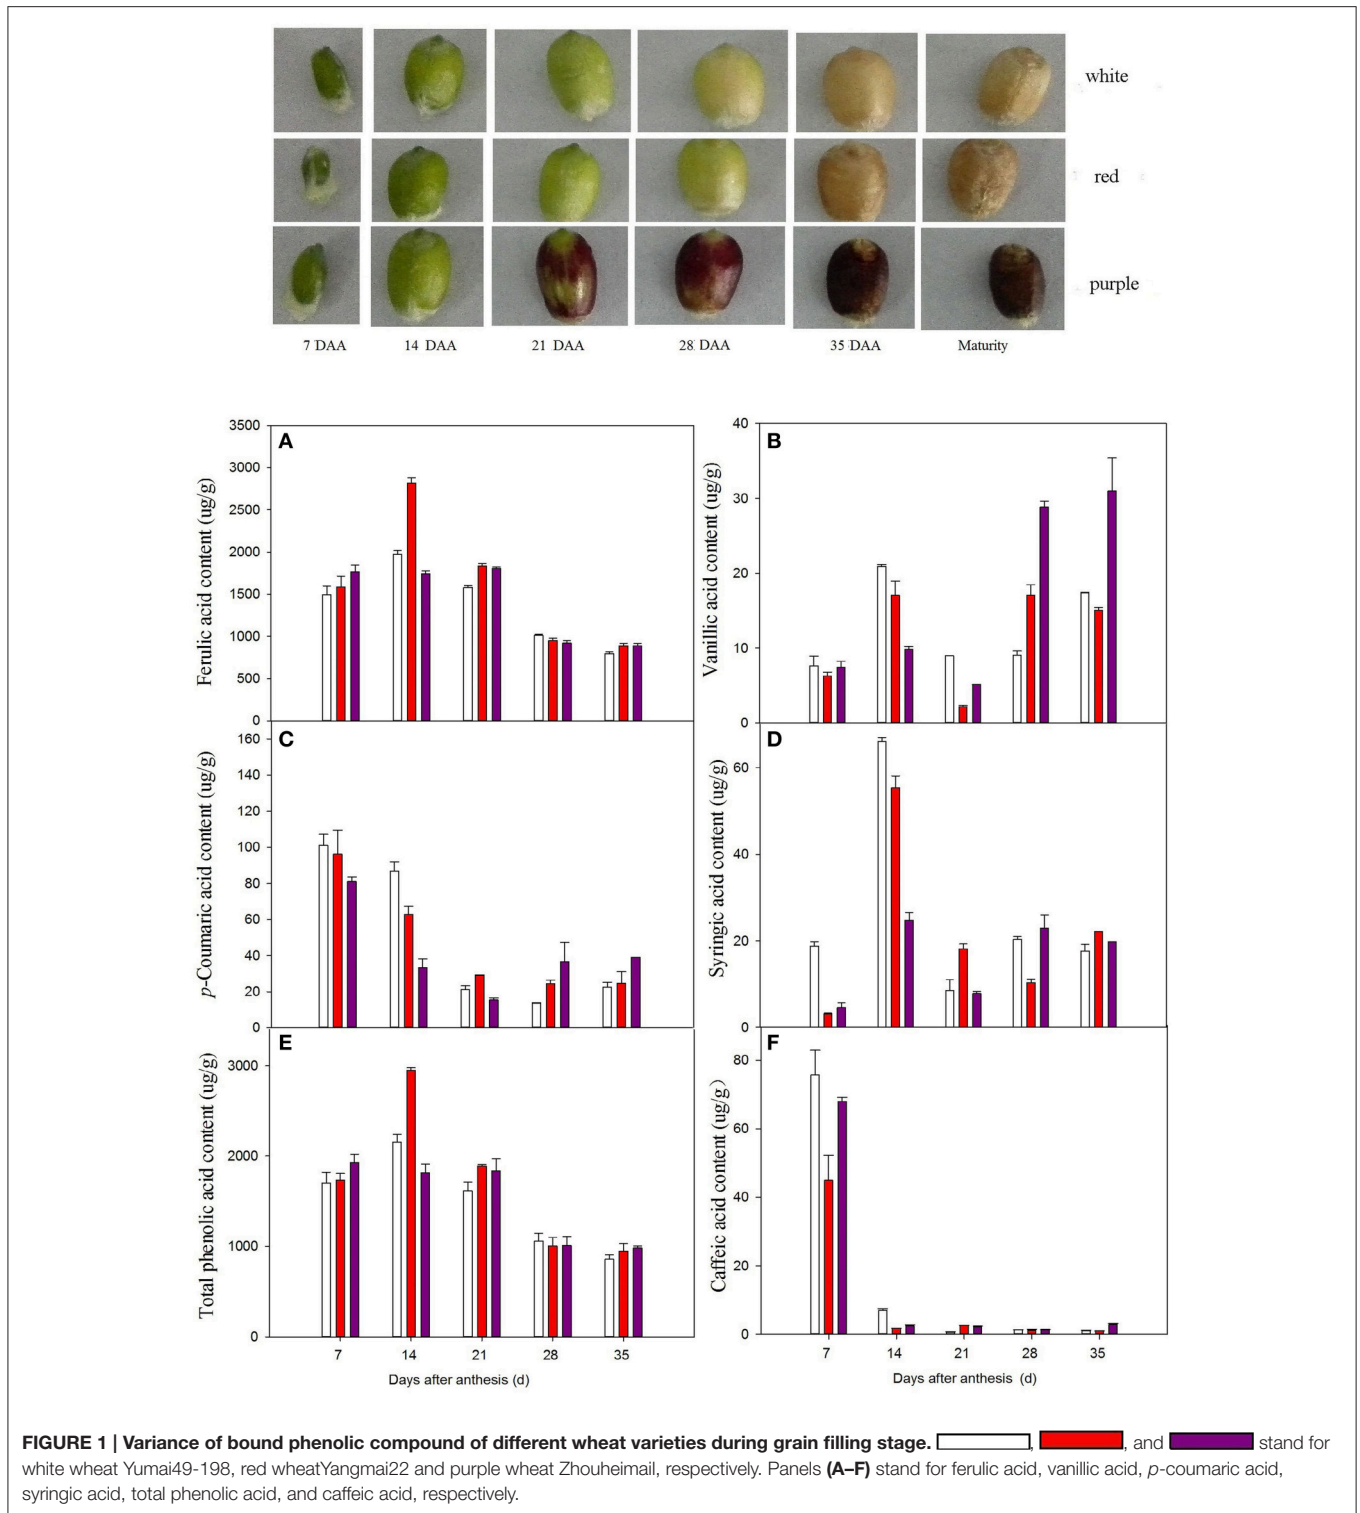 white
red
purple
7 DAA 14 DAA 21 DAA 28 DAA 35 DAA Maturity
A
Ferulic acid content (ug/g)
3500
3000
2500
2000
1500
1000
500
0
B
Vanillic acid content (ug/g)
40
30
20
10
0
C
p-Coumaric acid content (ug/g)
160
140
120
100
80
60
40
20
0
D
Syringic acid content (ug/g)
60
40
20
0
E
Total phenolic acid content (ug/g)
3000
2000
1000
0
7 14 21 28 35
Days after anthesis (d)
F
Caffeic acid content (ug/g)
80
60
40
20
0
7 14 21 28 35
Days after anthesis (d)
FIGURE 1 | Variance of bound phenolic compound of different wheat varieties during grain filling stage. , , and stand for
white wheat Yumai49-198, red wheatYangmai22 and purple wheat Zhouheimail, respectively. Panels (A–F) stand for ferulic acid, vanillic acid, p-coumaric acid,
syringic acid, total phenolic acid, and caffeic acid, respectively.